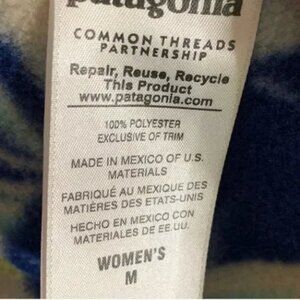 patagonia
COMMON THREADS
PARTNERSHIP
Repair, Reuse, Recycle
This Product
www.patagonia.com
100% POLYESTER
EXCLUSIVE OF TRIM
MADE IN MEXICO OF U.S.
MATERIALS
FABRIQUÉ AU MEXIQUE DES
MATIÈRES DES ETATS-UNIS
HECHO EN MEXICO CON
MATERIALES DE EE.UU.
WOMEN'S
M